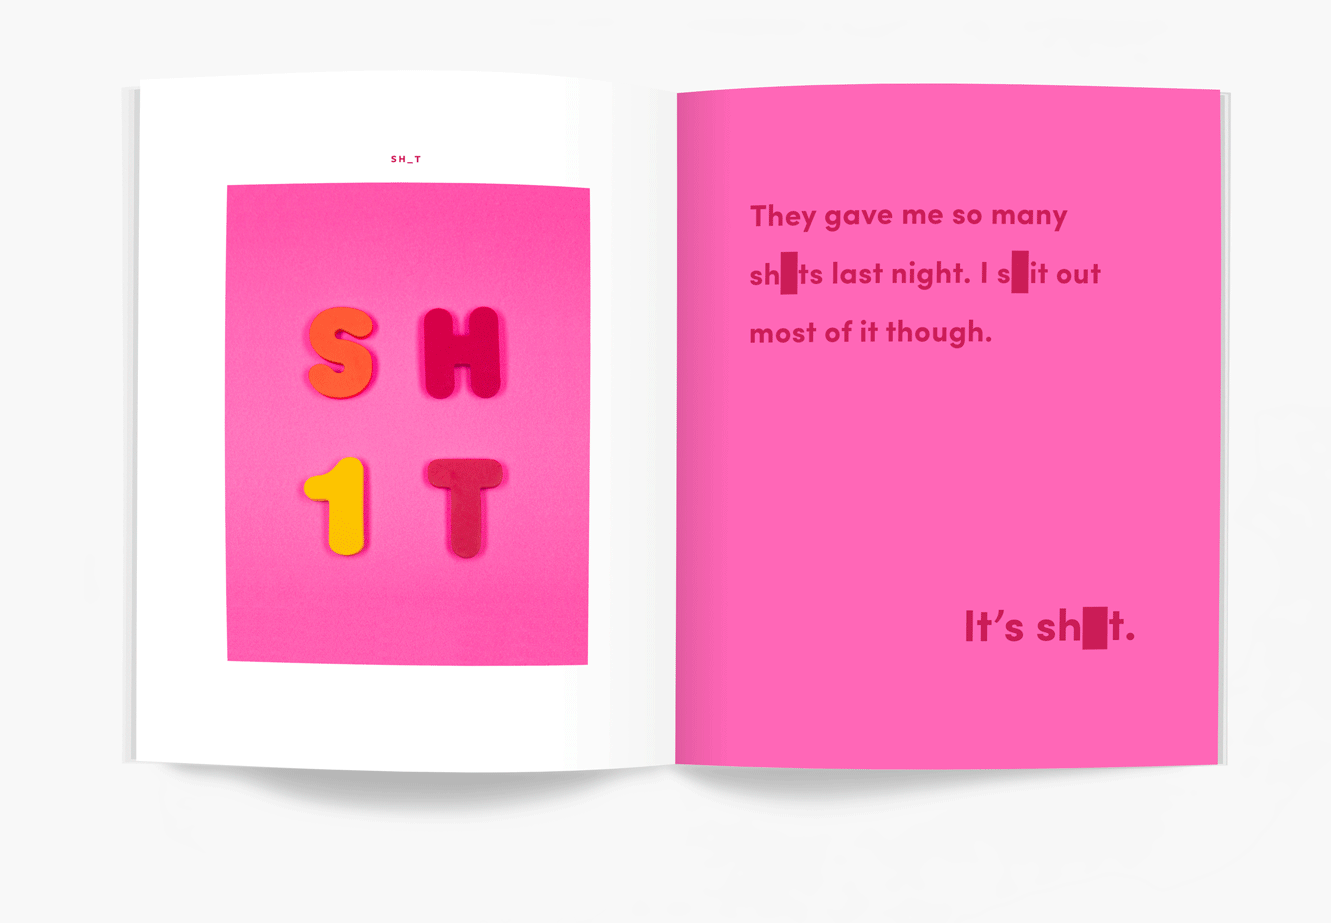 SH_T
SH
1T
They gave me so many
sh█ts last night. I s█it out
most of it though.
It's sh█t.